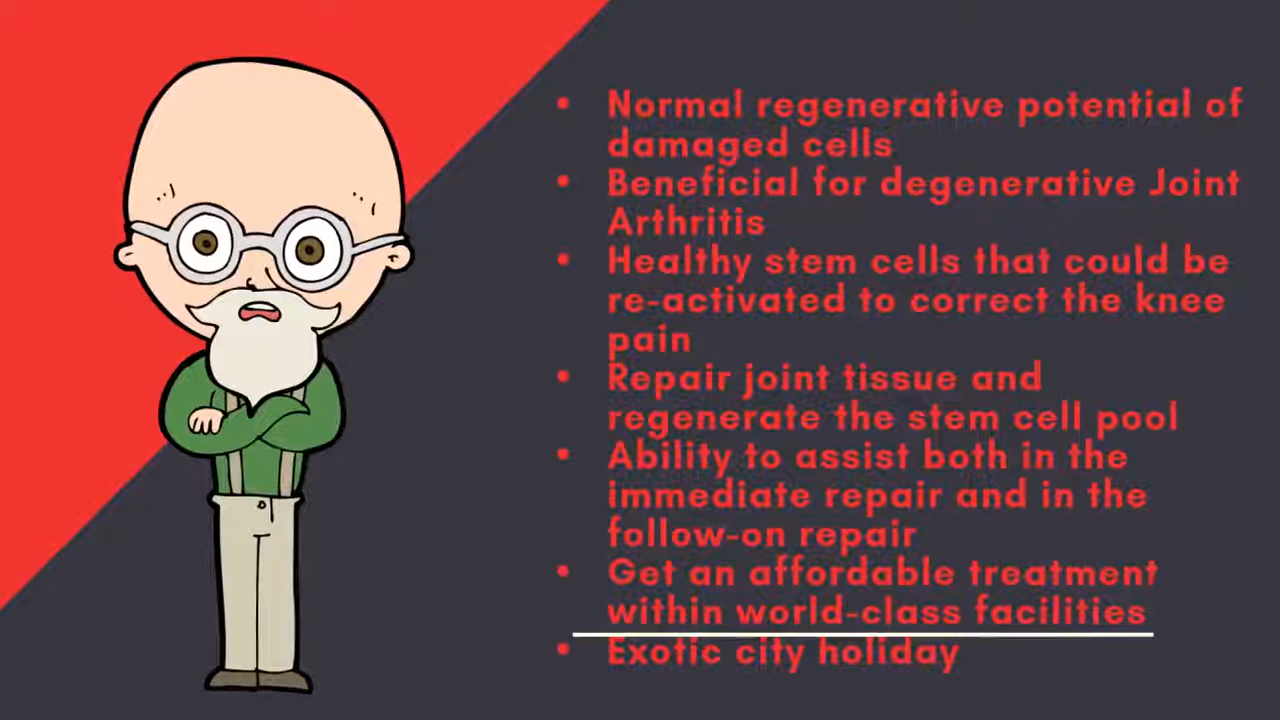 • Normal regenerative potential of
damaged cells
• Beneficial for degenerative Joint
Arthritis
• Healthy stem cells that could be
re-activated to correct the knee
pain
• Repair joint tissue and
regenerate the stem cell pool
• Ability to assist both in the
immediate repair and in the
follow-on repair
• Get an affordable treatment
within world-class facilities
• Exotic city holiday